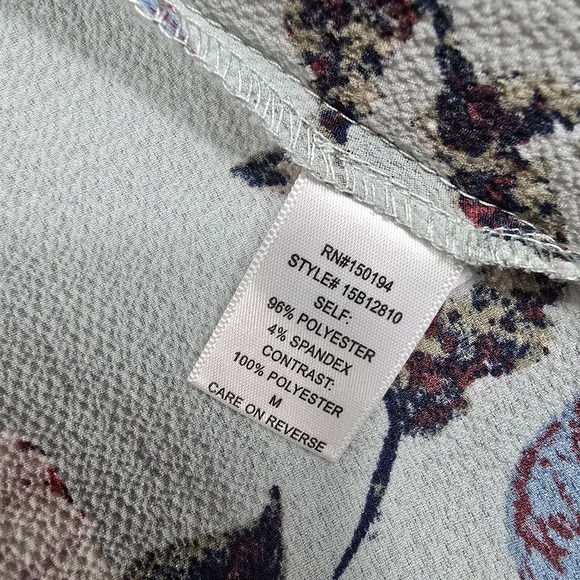 RN#150194
STYLE# 15B12810
SELF:
96% POLYESTER
4% SPANDEX
CONTRAST:
100% POLYESTER
M
CARE ON REVERSE